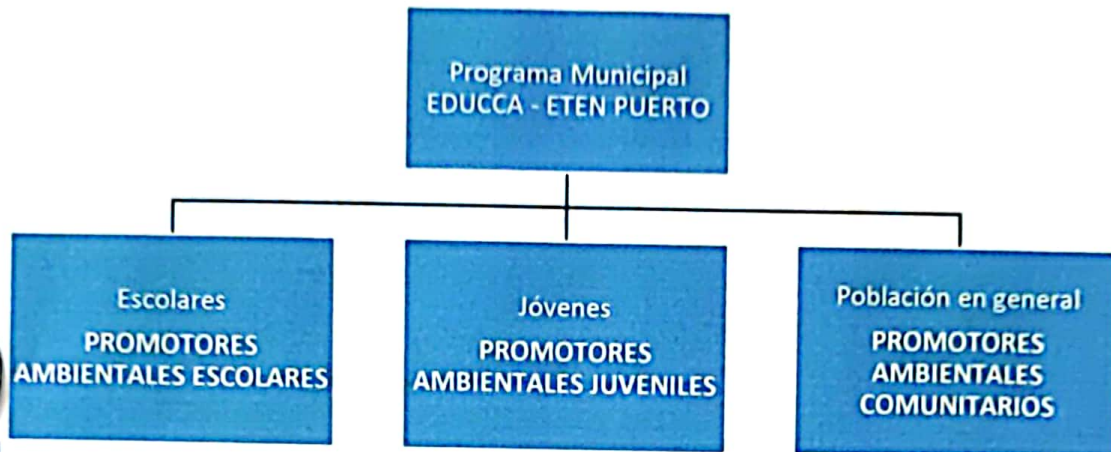 Programa Municipal
EDUCCA - ETEN PUERTO
Escolares
PROMOTORES
AMBIENTALES ESCOLARES
Jóvenes
PROMOTORES
AMBIENTALES JUVENILES
Población en general
PROMOTORES
AMBIENTALES
COMUNITARIOS